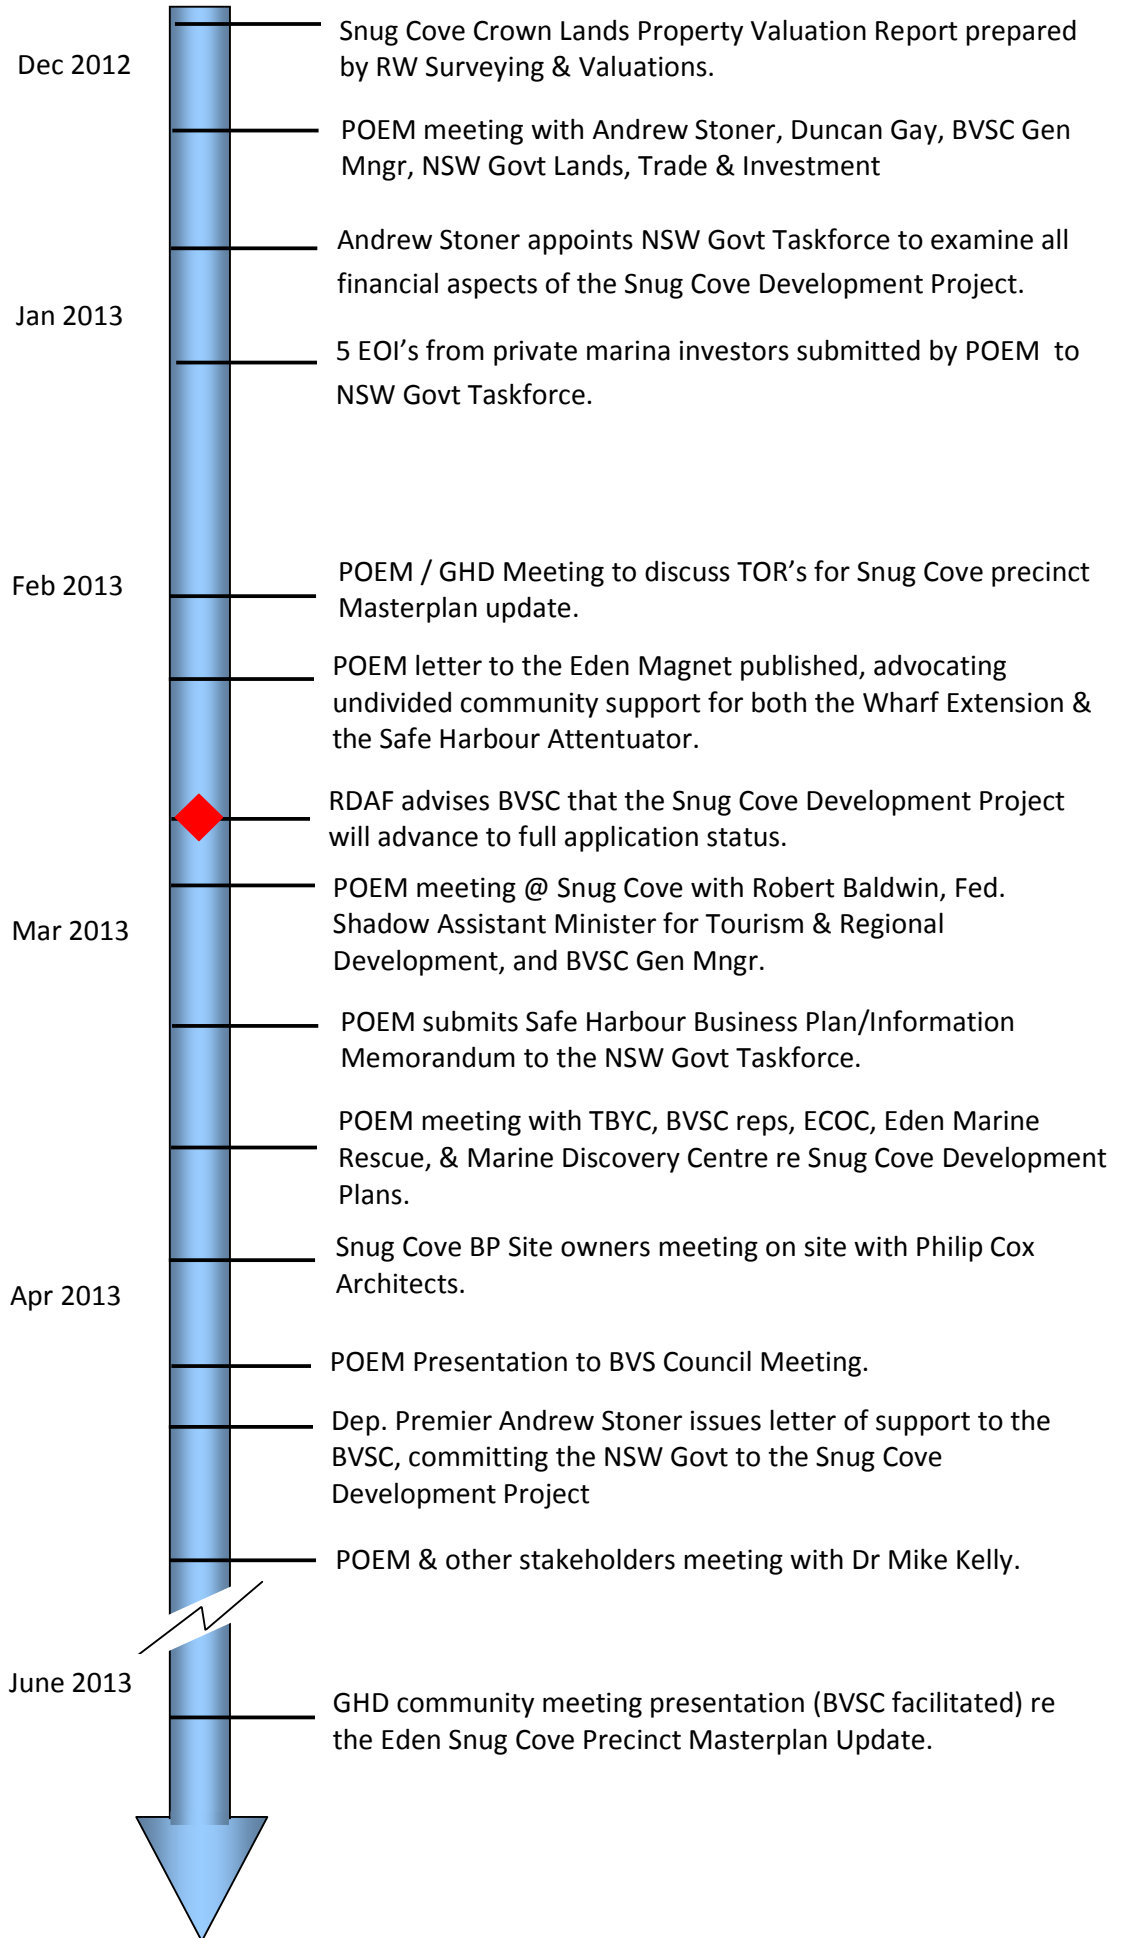 Snug Cove Crown Lands Property Valuation Report prepared
by RW Surveying & Valuations.
Dec 2012
POEM meeting with Andrew Stoner, Duncan Gay, BVSC Gen
Mngr, NSW Govt Lands, Trade & Investment
Andrew Stoner appoints NSW Govt Taskforce to examine all
financial aspects of the Snug Cove Development Project.
Jan 2013
5 EOI's from private marina investors submitted by POEM to
NSW Govt Taskforce.
Feb 2013
POEM / GHD Meeting to discuss TOR's for Snug Cove precinct
Masterplan update.
POEM letter to the Eden Magnet published, advocating
undivided community support for both the Wharf Extension &
the Safe Harbour Attentuator.
RDAF advises BVSC that the Snug Cove Development Project
will advance to full application status.
POEM meeting @ Snug Cove with Robert Baldwin, Fed.
Shadow Assistant Minister for Tourism & Regional
Development, and BVSC Gen Mngr.
Mar 2013
POEM submits Safe Harbour Business Plan/Information
Memorandum to the NSW Govt Taskforce.
POEM meeting with TBYC, BVSC reps, ECOC, Eden Marine
Rescue, & Marine Discovery Centre re Snug Cove Development
Plans.
Snug Cove BP Site owners meeting on site with Philip Cox
Architects.
Apr 2013
POEM Presentation to BVS Council Meeting.
Dep. Premier Andrew Stoner issues letter of support to the
BVSC, committing the NSW Govt to the Snug Cove
Development Project
POEM & other stakeholders meeting with Dr Mike Kelly.
June 2013
GHD community meeting presentation (BVSC facilitated) re
the Eden Snug Cove Precinct Masterplan Update.